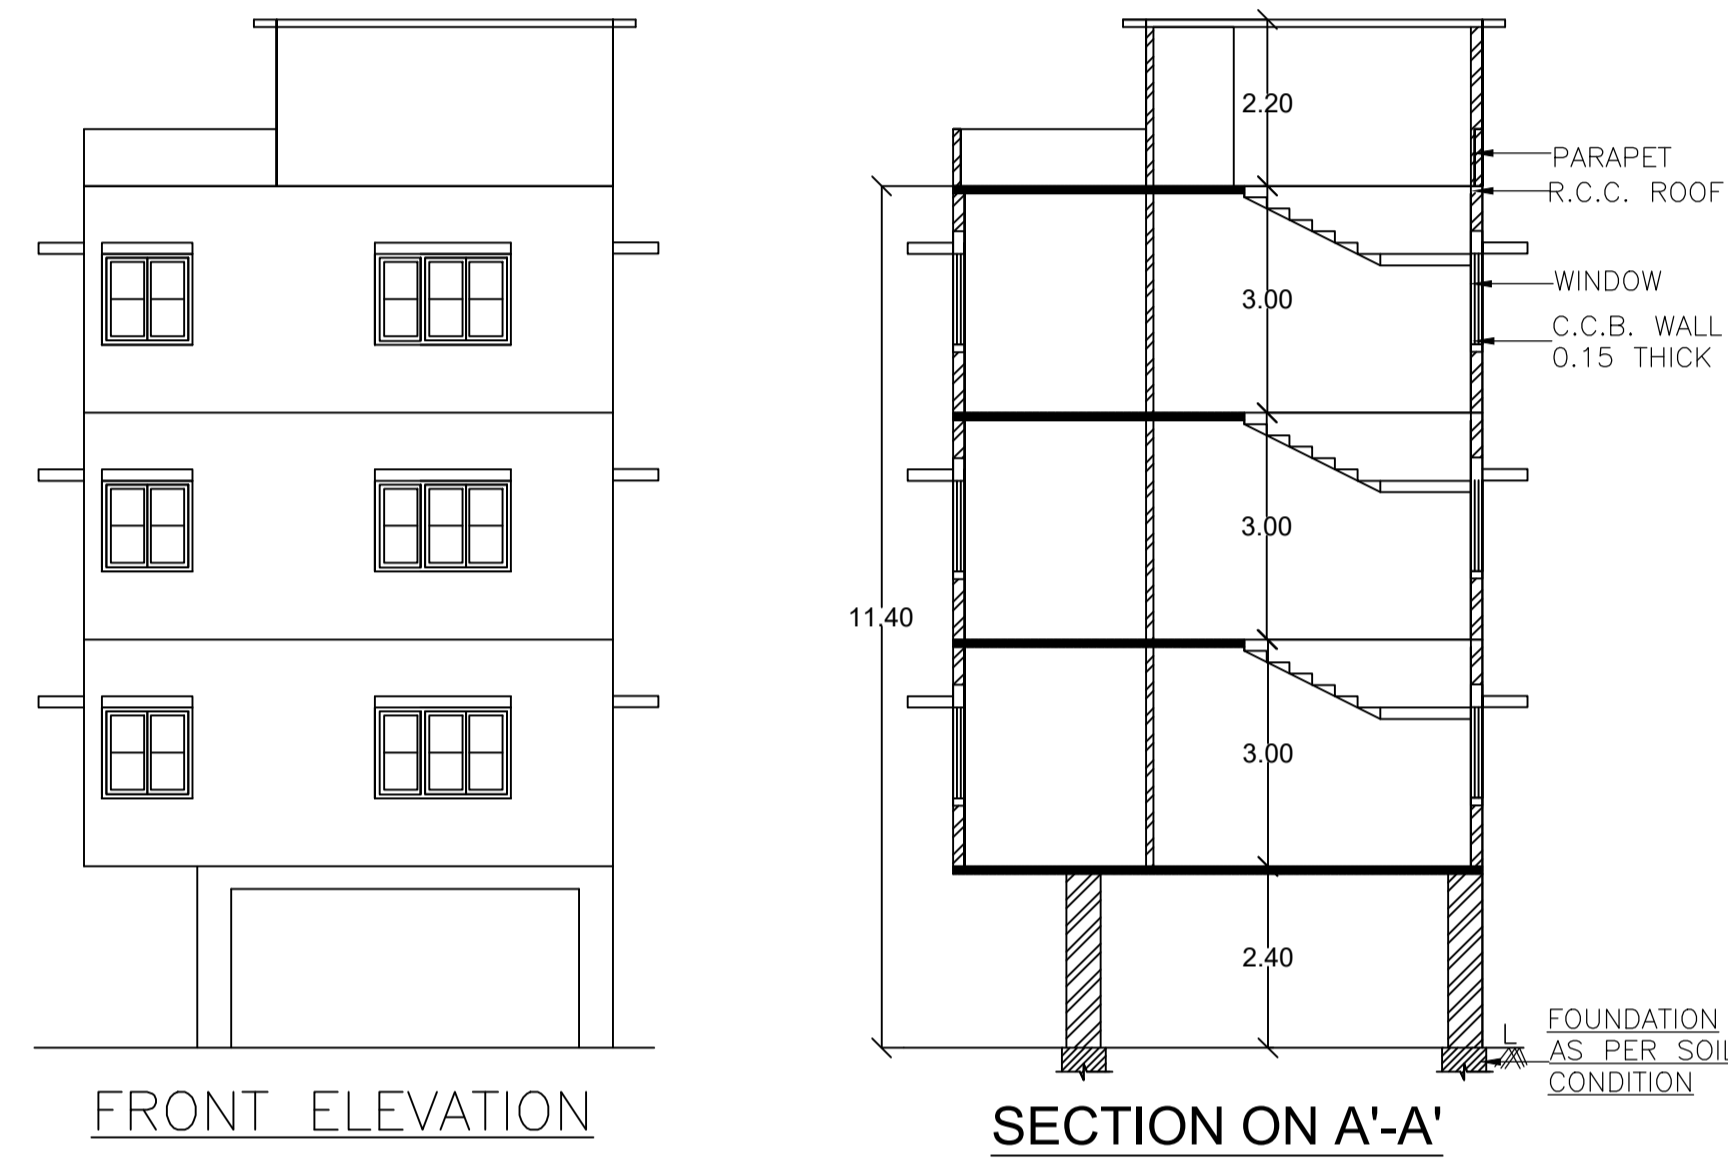 2.20
PARAPET
R.C.C. ROOF
WINDOW
3.00
C.C.B. WALL
0.15 THICK
3.00
11.40
3.00
2.40
L
FOUNDATION
AS PER SOIL
CONDITION
FRONT ELEVATION
SECTION ON A'-A'